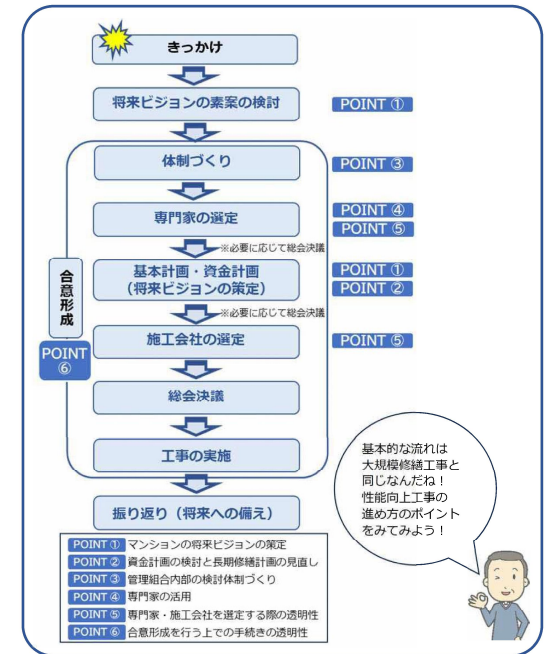 きっかけ
将来ビジョンの素案の検討
POINT ①
体制づくり
POINT ③
専門家の選定
POINT ④
POINT ⑤
※必要に応じて総会決議
基本計画・資金計画
(将来ビジョンの策定)
POINT ①
POINT ②
※必要に応じて総会決議
合意形成
POINT
⑥
施工会社の選定
POINT ⑤
総会決議
工事の実施
振り返り(将来への備え)
基本的な流れは
大規模修繕工事と
同じなんだね!
性能向上工事の
進め方のポイント
をみてみよう!
POINT ① マンションの将来ビジョンの策定
POINT ② 資金計画の検討と長期修繕計画の見直し
POINT ③ 管理組合内部の検討体制づくり
POINT ④ 専門家の活用
POINT ⑤ 専門家・施工会社を選定する際の透明性
POINT ⑥ 合意形成を行う上での手続きの透明性